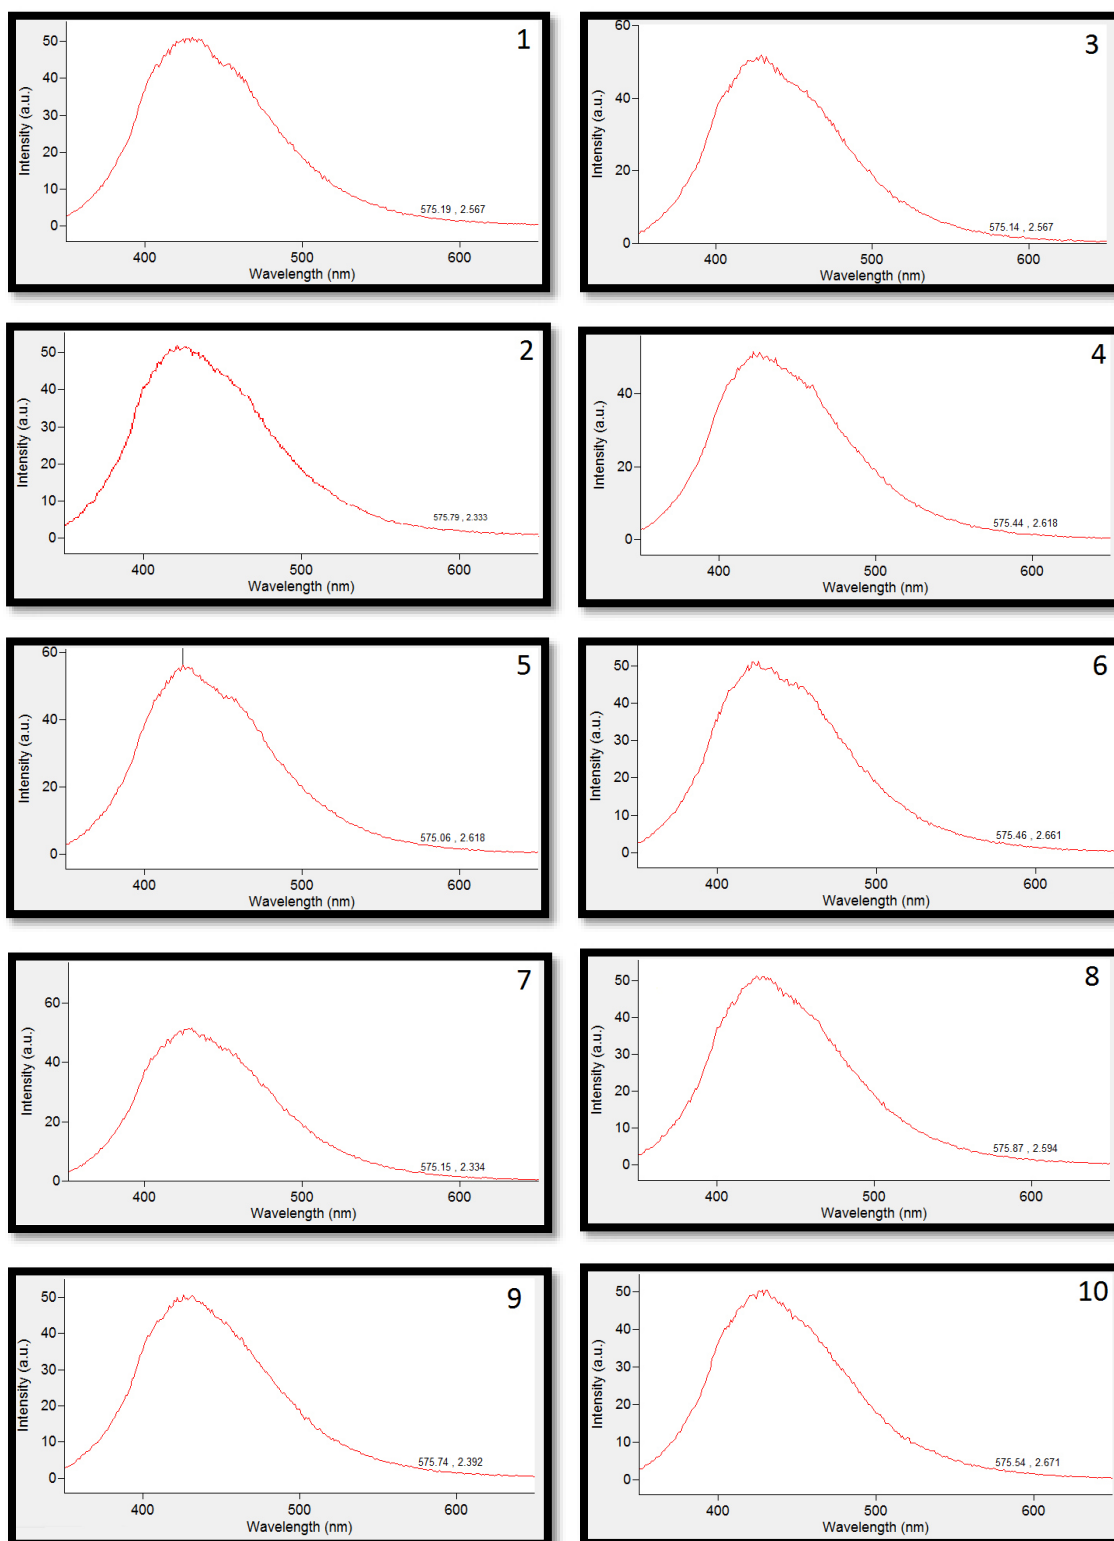 1
Intensity (a.u.)
50
40
30
20
10
0
575.19 , 2.567
400 500 600
Wavelength (nm)
3
Intensity (a.u.)
60
40
20
0
575.14 , 2.567
400 500 600
Wavelength (nm)
2
Intensity (a.u.)
50
40
30
20
10
0
575.79 , 2.333
400 500 600
Wavelength (nm)
4
Intensity (a.u.)
40
20
0
575.44 , 2.618
400 500 600
Wavelength (nm)
5
Intensity (a.u.)
60
40
20
0
575.06 , 2.618
400 500 600
Wavelength (nm)
6
Intensity (a.u.)
50
40
30
20
10
0
575.46 , 2.661
400 500 600
Wavelength (nm)
7
Intensity (a.u.)
60
40
20
0
575.15 , 2.334
400 500 600
Wavelength (nm)
8
Intensity (a.u.)
50
40
30
20
10
0
575.87 , 2.594
400 500 600
Wavelength (nm)
9
Intensity (a.u.)
50
40
30
20
10
0
575.74 , 2.392
400 500 600
Wavelength (nm)
10
Intensity (a.u.)
50
40
30
20
10
0
575.54 , 2.671
400 500 600
Wavelength (nm)